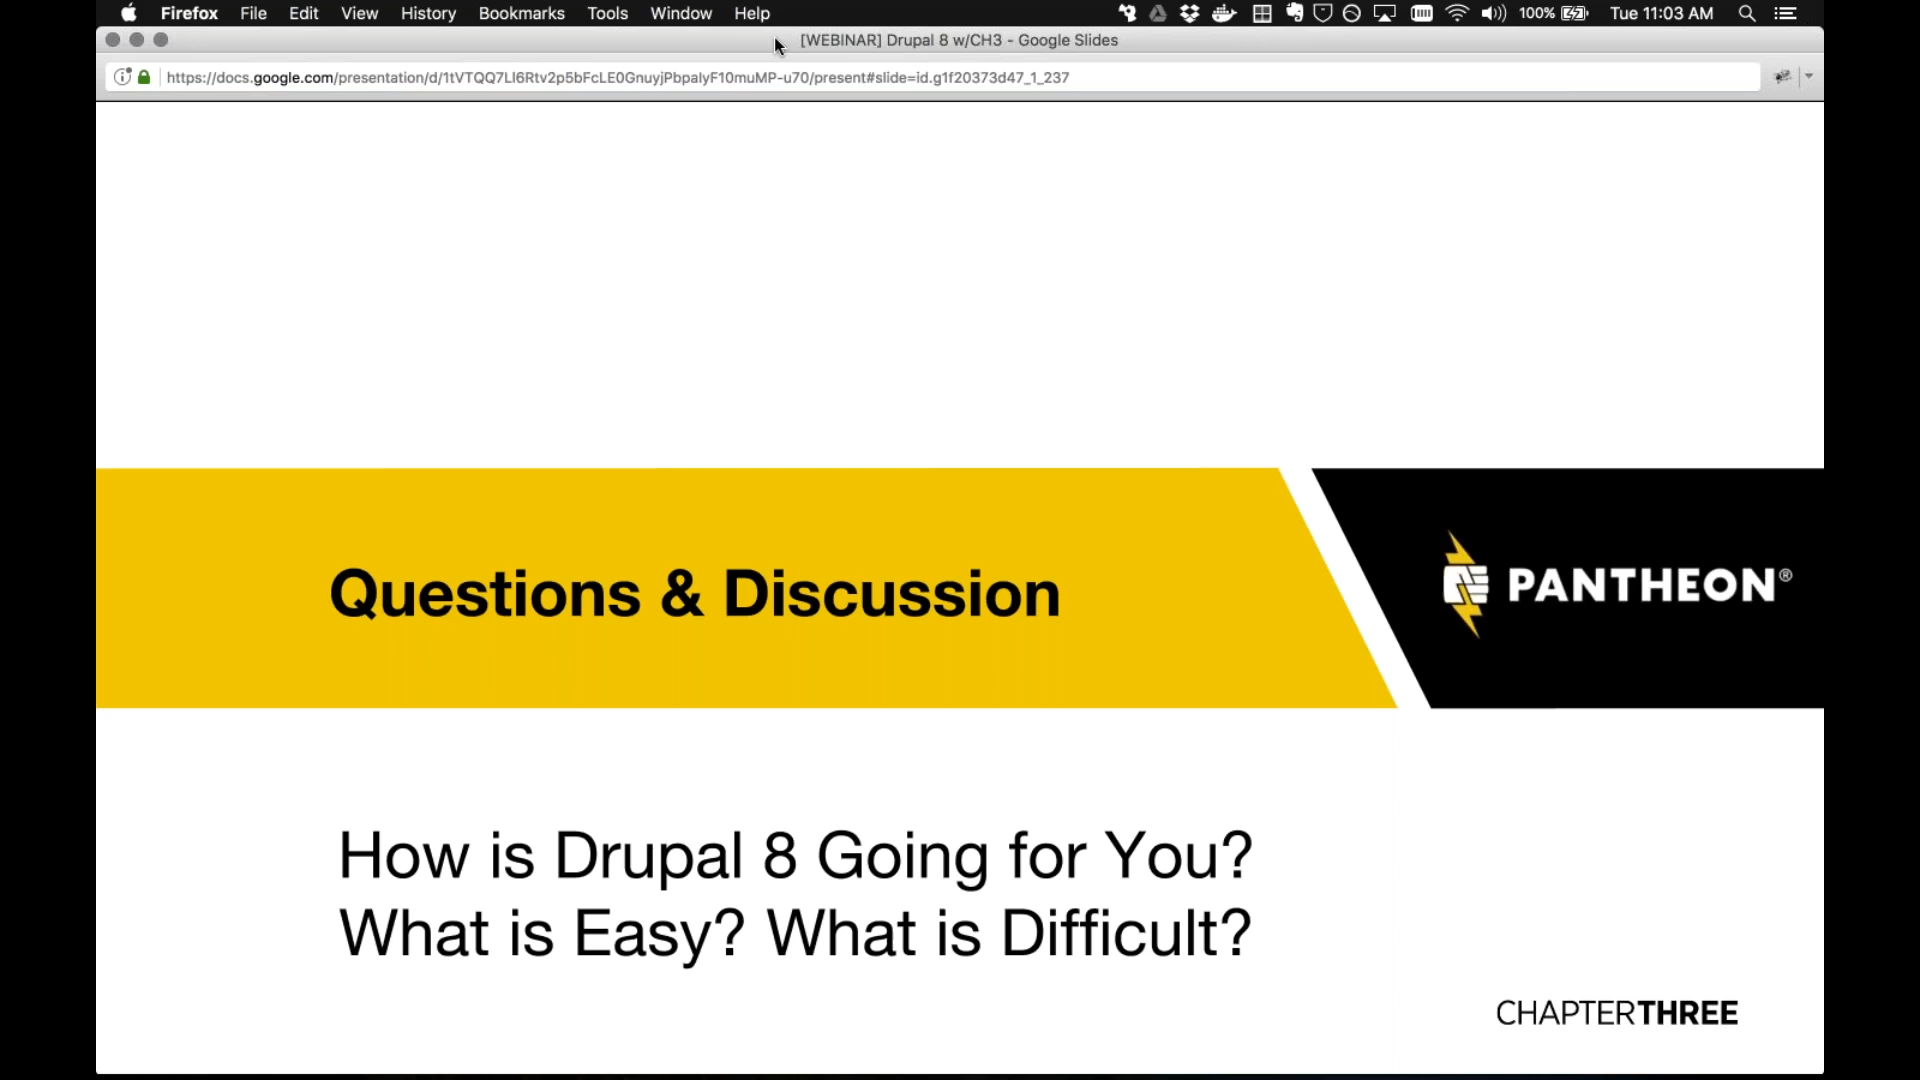 Firefox File Edit View History Bookmarks Tools Window Help 100% Tue 11:03 AM
[WEBINAR] Drupal 8 w/CH3 - Google Slides
https://docs.google.com/presentation/d/1tVTQQ7Ll6Rtv2p5bFcLE0GnuyjPbpalyF10muMP-u70/present#slide=id.g1f20373d47_1_237
Questions & Discussion
PANTHEON®
How is Drupal 8 Going for You?
What is Easy? What is Difficult?
CHAPTERTHREE